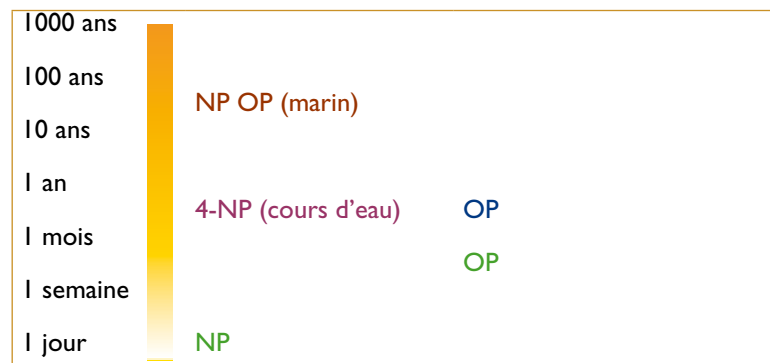 1000 ans
100 ans
NP OP (marin)
10 ans
1 an
4-NP (cours d’eau) OP
1 mois
OP
1 semaine
1 jour NP